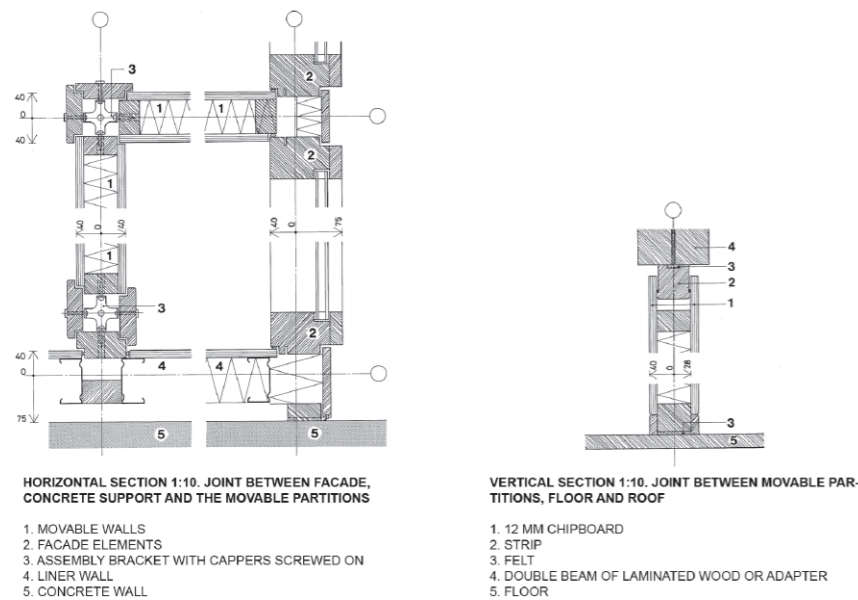 3
1
1
2
40
0
40
2
1
40
0
40
40
0
75
1
3
2
40
0
75
4
4
5
5
HORIZONTAL SECTION 1:10. JOINT BETWEEN FACADE,
CONCRETE SUPPORT AND THE MOVABLE PARTITIONS
1. MOVABLE WALLS
2. FACADE ELEMENTS
3. ASSEMBLY BRACKET WITH CAPPERS SCREWED ON
4. LINER WALL
5. CONCRETE WALL
4
3
2
1
40
0
28
3
5
VERTICAL SECTION 1:10. JOINT BETWEEN MOVABLE PAR-
TITIONS, FLOOR AND ROOF
1. 12 MM CHIPBOARD
2. STRIP
3. FELT
4. DOUBLE BEAM OF LAMINATED WOOD OR ADAPTER
5. FLOOR